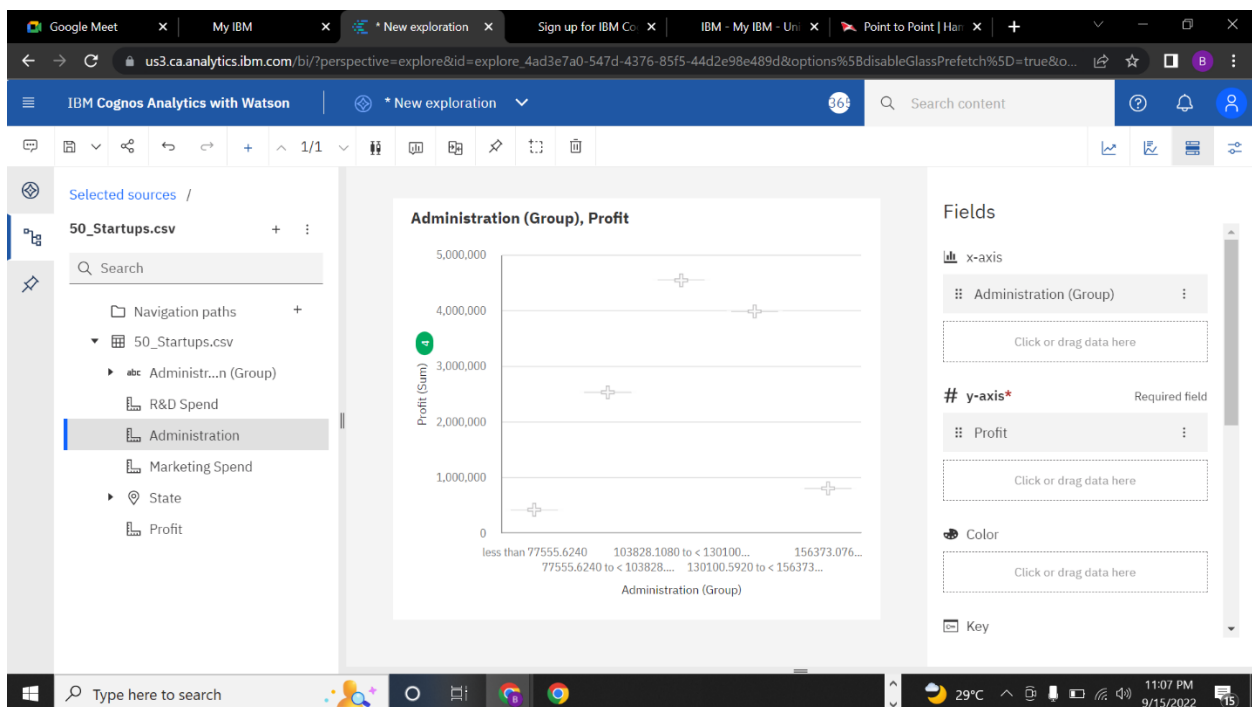 Google Meet
My IBM
* New exploration
Sign up for IBM Co
IBM - My IBM - Uni
Point to Point | Han
us3.ca.analytics.ibm.com/bi/?perspective=explore&id=explore_4ad3e7a0-547d-4376-85f5-44d2e98e489d&options%5BdisableGlassPrefetch%5D=true&o...
B
IBM Cognos Analytics with Watson
* New exploration
365
Search content
1/1
Selected sources /
50_Startups.csv
Search
Navigation paths
50_Startups.csv
abc Administr...n (Group)
R&D Spend
Administration
Marketing Spend
State
Profit
Administration (Group), Profit
5,000,000
4,000,000
3,000,000
2,000,000
1,000,000
0
Profit (Sum)
less than 77555.6240 103828.1080 to < 130100... 156373.076...
77555.6240 to < 103828.... 130100.5920 to < 156373...
Administration (Group)
Fields
x-axis
Administration (Group)
Click or drag data here
# y-axis* Required field
Profit
Click or drag data here
Color
Click or drag data here
Key
Type here to search
29°C
11:07 PM
9/15/2022
15